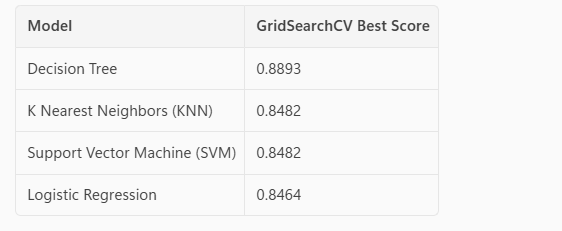 Model GridSearchCV Best Score
Decision Tree 0.8893
K Nearest Neighbors (KNN) 0.8482
Support Vector Machine (SVM) 0.8482
Logistic Regression 0.8464